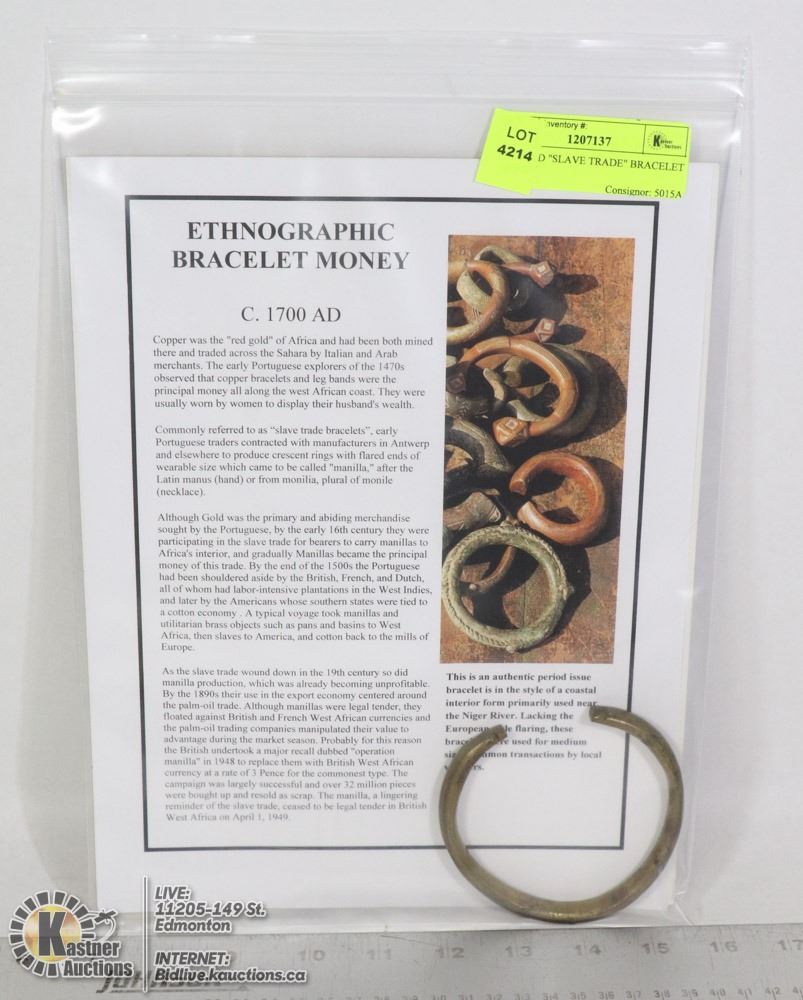 LOT
4214
nventory #:
1207137
Kastner
Auctions
D "SLAVE TRADE" BRACELET
Consignor: 5015A
ETHNOGRAPHIC
BRACELET MONEY
C. 1700 AD
Copper was the "red gold" of Africa and had been both mined
there and traded across the Sahara by Italian and Arab
merchants. The early Portuguese explorers of the 1470s
observed that copper bracelets and leg bands were the
principal money all along the west African coast. They were
usually worn by women to display their husband's wealth.
Commonly referred to as “slave trade bracelets”, early
Portuguese traders contracted with manufacturers in Antwerp
and elsewhere to produce crescent rings with flared ends of
wearable size which came to be called "manilla," after the
Latin manus (hand) or from monilia, plural of monile
(necklace).
Although Gold was the primary and abiding merchandise
sought by the Portuguese, by the early 16th century they were
participating in the slave trade for bearers to carry manillas to
Africa's interior, and gradually Manillas became the principal
money of this trade. By the end of the 1500s the Portuguese
had been shouldered aside by the British, French, and Dutch,
all of whom had labor-intensive plantations in the West Indies,
and later by the Americans whose southern states were tied to
a cotton economy . A typical voyage took manillas and
utilitarian brass objects such as pans and basins to West
Africa, then slaves to America, and cotton back to the mills of
Europe.
As the slave trade wound down in the 19th century so did
manilla production, which was already becoming unprofitable.
By the 1890s their use in the export economy centered around
the palm-oil trade. Although manillas were legal tender, they
floated against British and French West African currencies and
the palm-oil trading companies manipulated their value to
advantage during the market season. Probably for this reason
the British undertook a major recall dubbed "operation
manilla" in 1948 to replace them with British West African
currency at a rate of 3 Pence for the commonest type. The
campaign was largely successful and over 32 million pieces
were bought up and resold as scrap. The manilla, a lingering
reminder of the slave trade, ceased to be legal tender in British
West Africa on April 1, 1949.
This is an authentic period issue
bracelet is in the style of a coastal
interior form primarily used near
the Niger River. Lacking the
European flaring, these
used for medium
transactions by local
Kastner
Auctions
LIVE:
11205-149 St.
Edmonton
INTERNET:
Bidlive.kauctions.ca
10 11 12 13 14 15 16 17